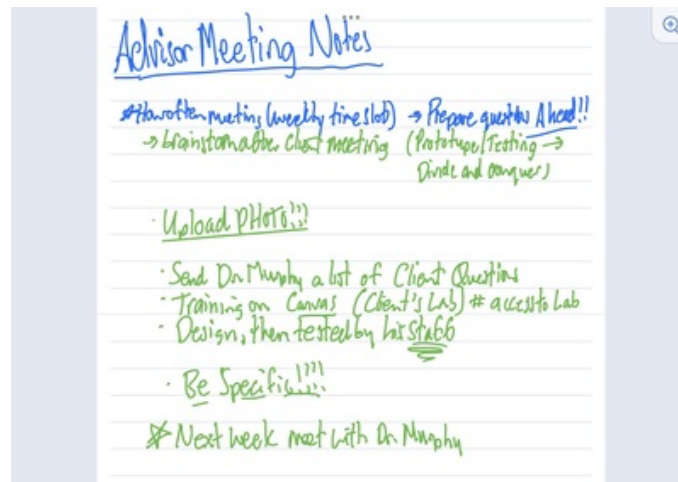 Advisor Meeting Notes
* How often meeting (weekly time slot) → Prepare question Ahead!!
→ brainstorm after client meeting (Prototype/Testing →
Divide and conquer)
· Upload PHOTO!!!
· Send Dr. Murphy a list of Client Questions
· Training on Canvas (Client's Lab) # access to Lab
· Design, then tested by his staff
· Be Specific!!!!
* Next week meet with Dr. Murphy